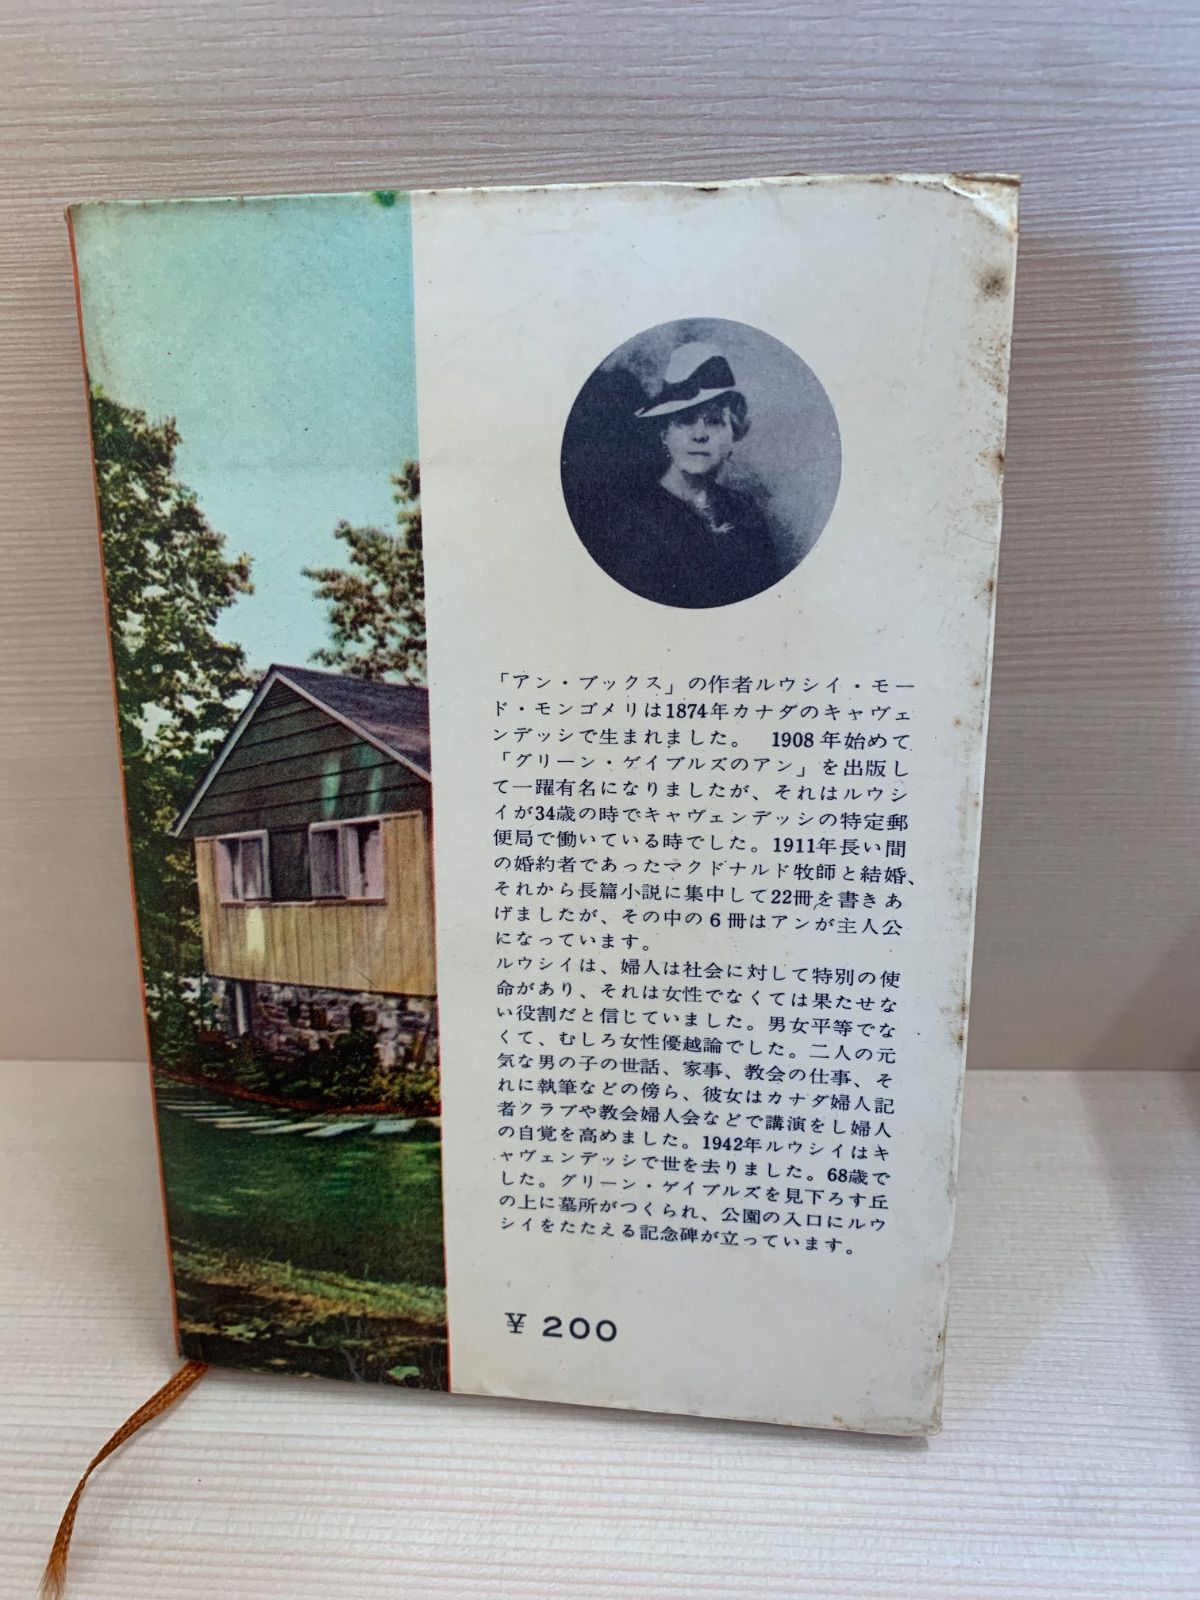 「アン・ブックス」の作者ルウシイ・モー
ド・モンゴメリは1874年カナダのキャヴェ
ンデッシで生まれました。 1908年始めて
「グリーン・ゲイブルズのアン」を出版し
て一躍有名になりましたが、それはルウシ
イが34歳の時でキャヴェンデッシの特定郵
便局で働いている時でした。1911年長い間
の婚約者であったマクドナルド牧師と結婚、
それから長篇小説に集中して22冊を書きあ
げましたが、その中の6冊はアンが主人公
になっています。
ルウシイは、婦人は社会に対して特別の使
命があり、それは女性でなくては果たせな
い役割だと信じていました。男女平等でな
くて、むしろ女性優越論でした。二人の元
気な男の子の世話、家事、教会の仕事、そ
れに執筆などの傍ら、彼女はカナダ婦人記
者クラブや教会婦人会などで講演をし婦人
の自覚を高めました。1942年ルウシイはキ
ャヴェンデッシで世を去りました。68歳で
した。グリーン・ゲイブルズを見下ろす丘
の上に墓所がつくられ、公園の入口にルウ
シイをたたえる記念碑が立っています。
¥ 200